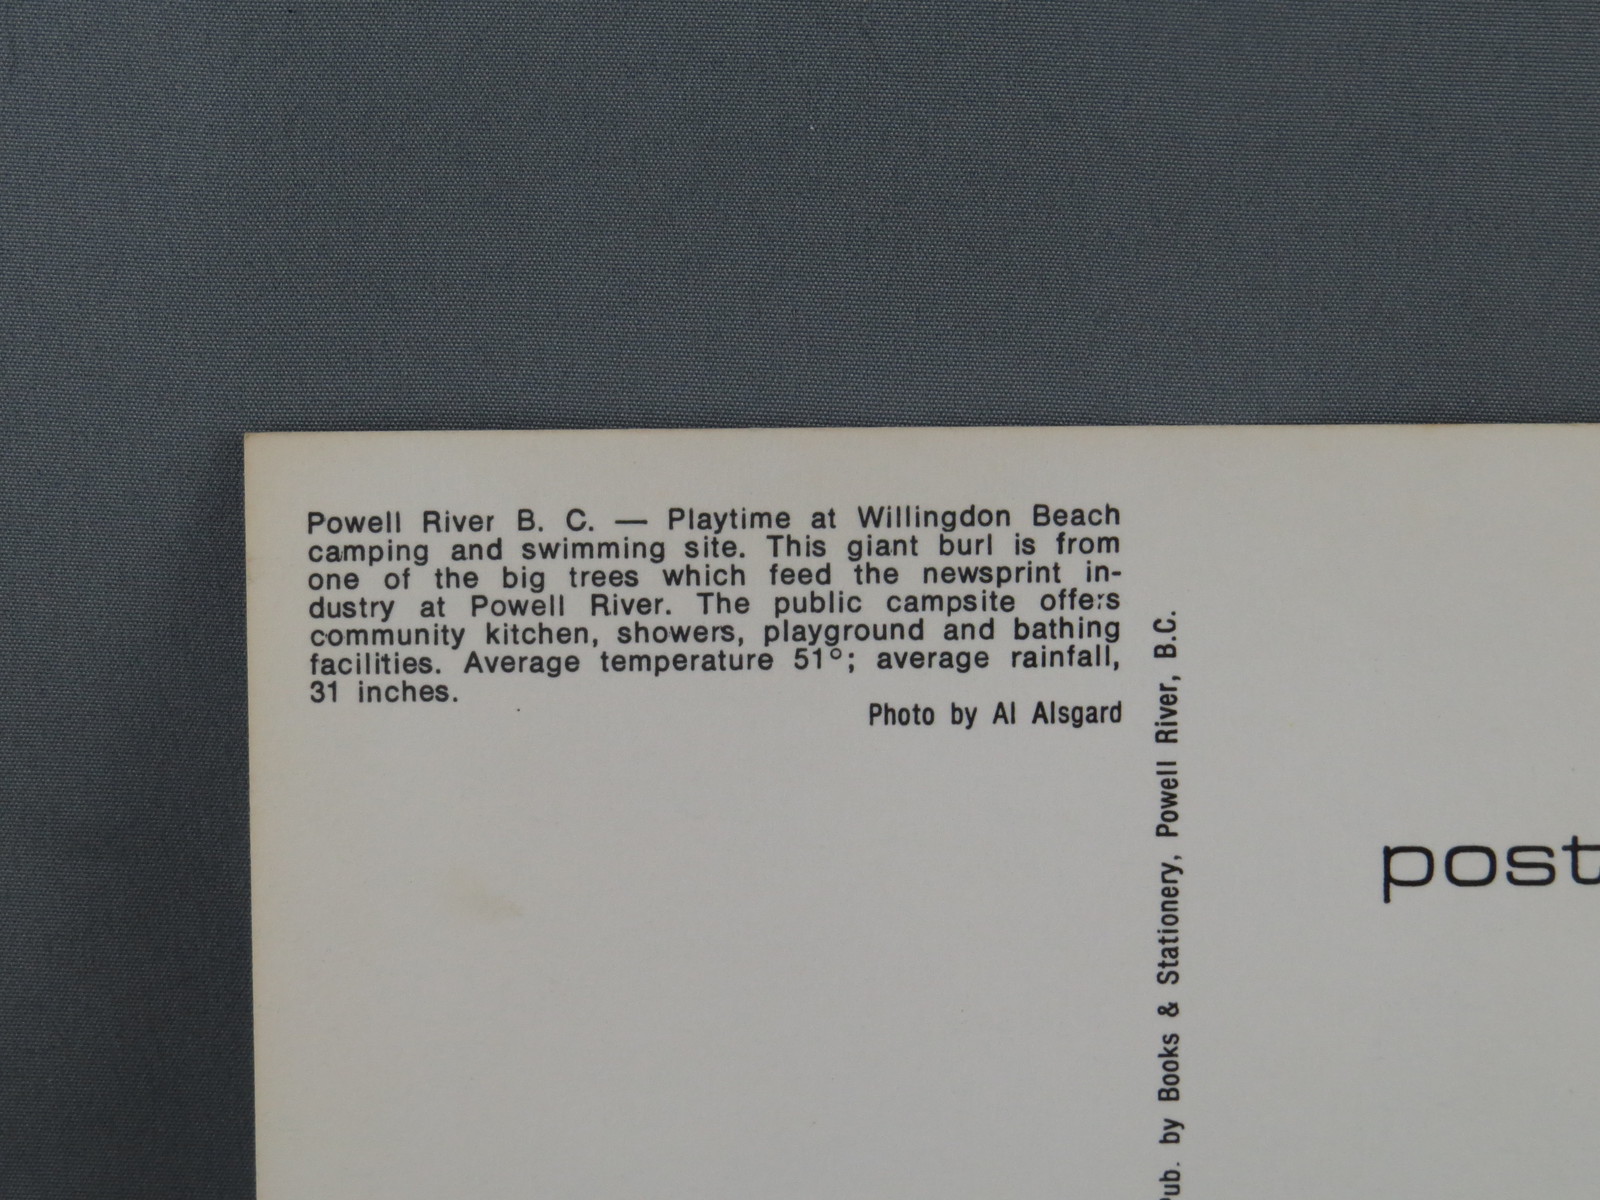 Powell River B. C. — Playtime at Willingdon Beach
camping and swimming site. This giant burl is from
one of the big trees which feed the newsprint in-
dustry at Powell River. The public campsite offers
community kitchen, showers, playground and bathing
facilities. Average temperature 51°; average rainfall,
31 inches.
Photo by Al Alsgard
Pub. by Books & Stationery, Powell River, B.C.
post